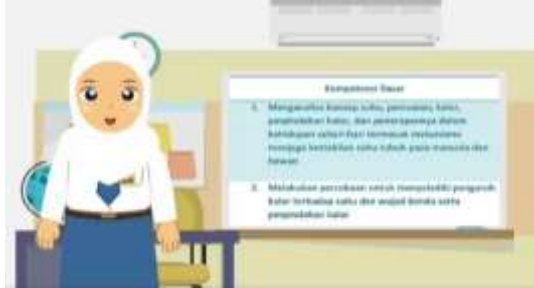 Kompetensi Dasar
1. Menganalisis konsep suhu, pemuaian, kalor,
perpindahan kalor, dan penerapannya dalam
kehidupan sehari-hari termasuk mekanisme
menjaga kestabilan suhu tubuh pada manusia dan
hewan
2. Melakukan percobaan untuk menyelidiki pengaruh
kalor terhadap suhu dan wujud benda serta
perpindahan kalor